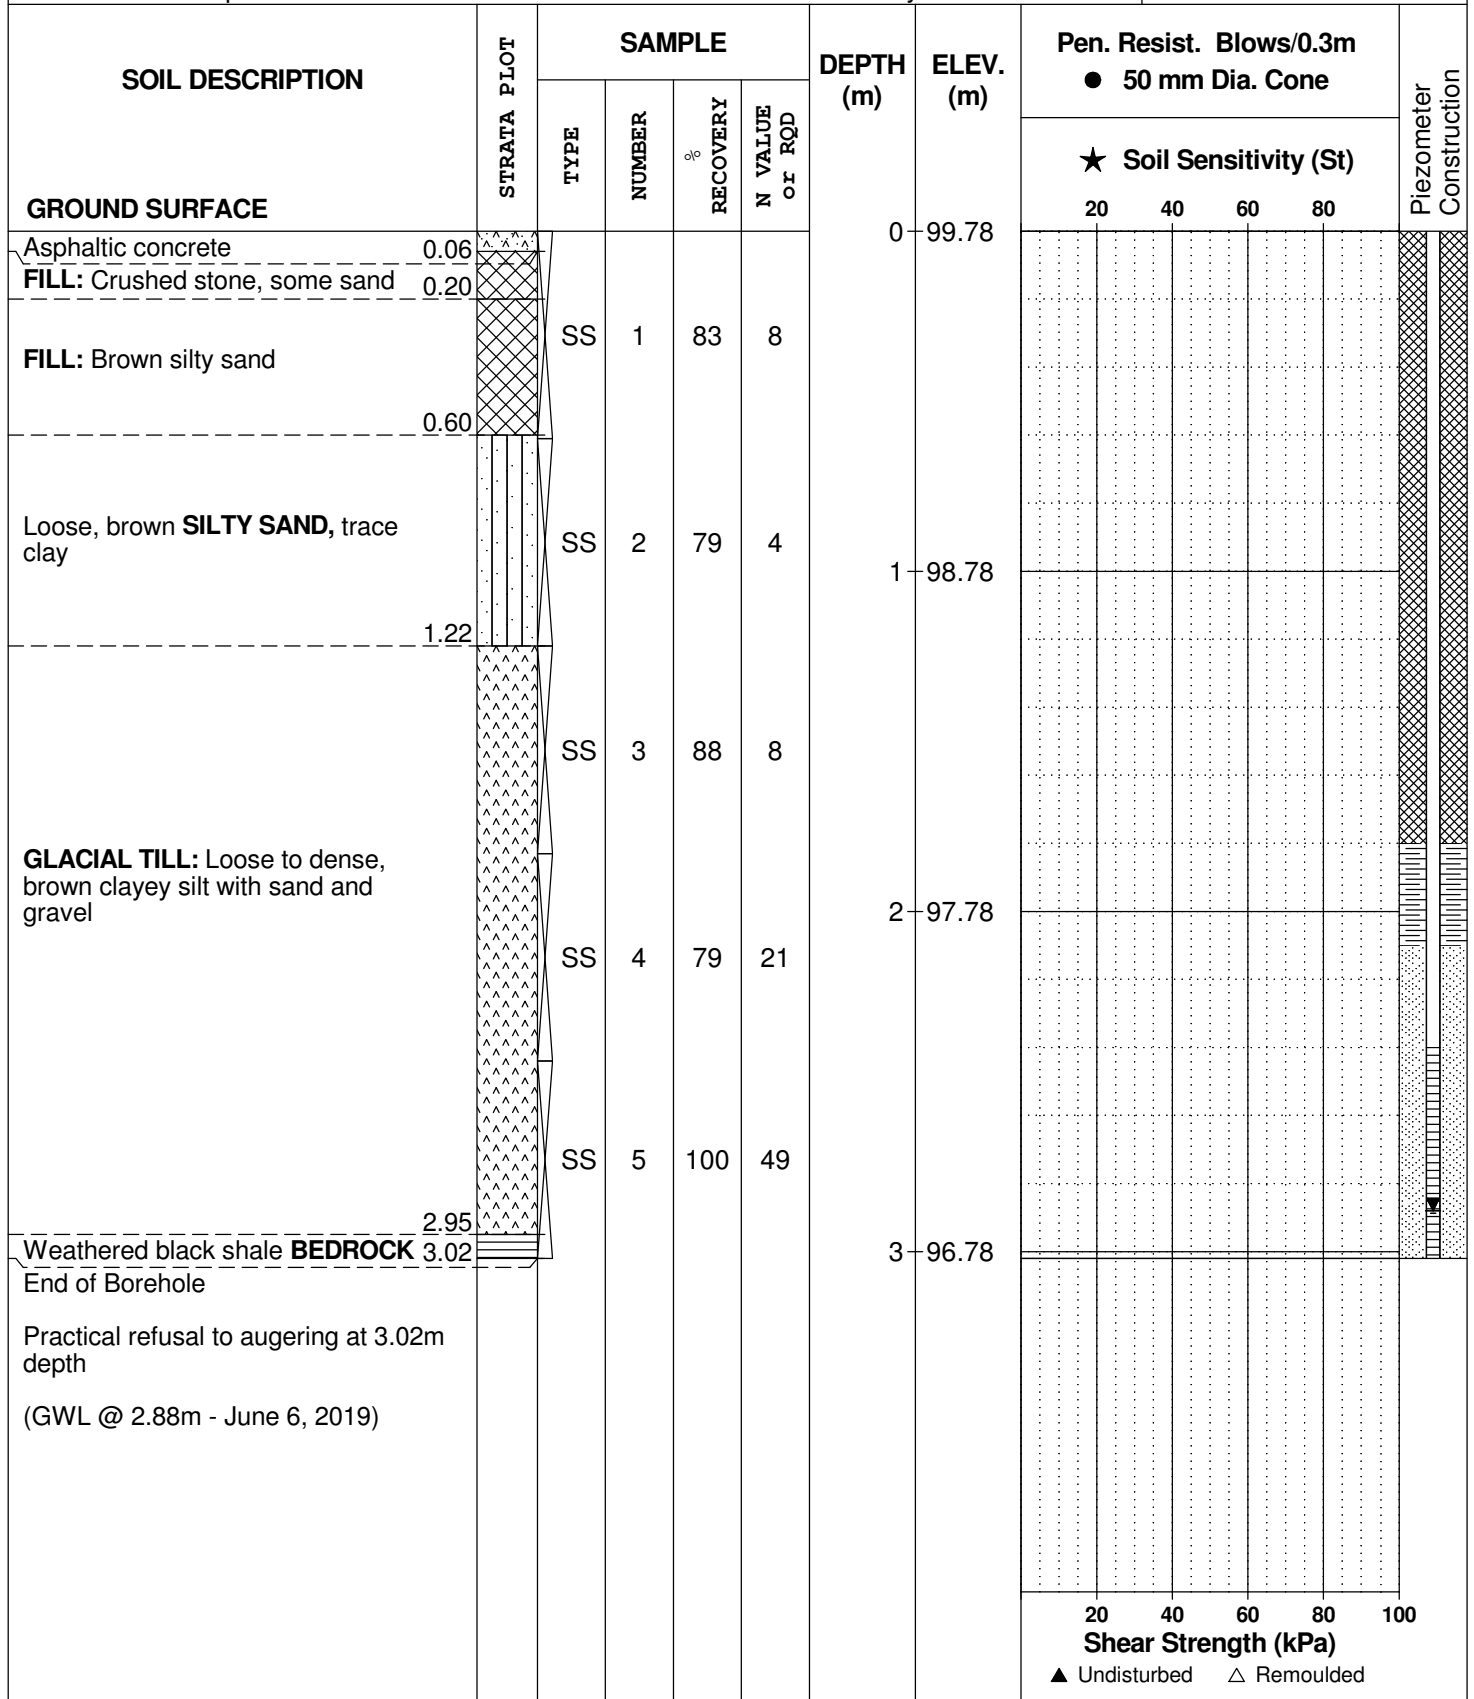 SOIL DESCRIPTION
GROUND SURFACE
STRATA PLOT
SAMPLE
TYPE
NUMBER
%
RECOVERY
N VALUE
or RQD
DEPTH
(m)
ELEV.
(m)
Pen. Resist. Blows/0.3m
● 50 mm Dia. Cone
★ Soil Sensitivity (St)
20 40 60 80
Piezometer
Construction
0 99.78
Asphaltic concrete 0.06
FILL: Crushed stone, some sand 0.20
SS 1 83 8
FILL: Brown silty sand
0.60
Loose, brown SILTY SAND, trace
clay
SS 2 79 4
1 98.78
1.22
SS 3 88 8
GLACIAL TILL: Loose to dense,
brown clayey silt with sand and
gravel
2 97.78
SS 4 79 21
SS 5 100 49
2.95
Weathered black shale BEDROCK 3.02
3 96.78
End of Borehole
Practical refusal to augering at 3.02m
depth
(GWL @ 2.88m - June 6, 2019)
20 40 60 80 100
Shear Strength (kPa)
▲ Undisturbed △ Remoulded